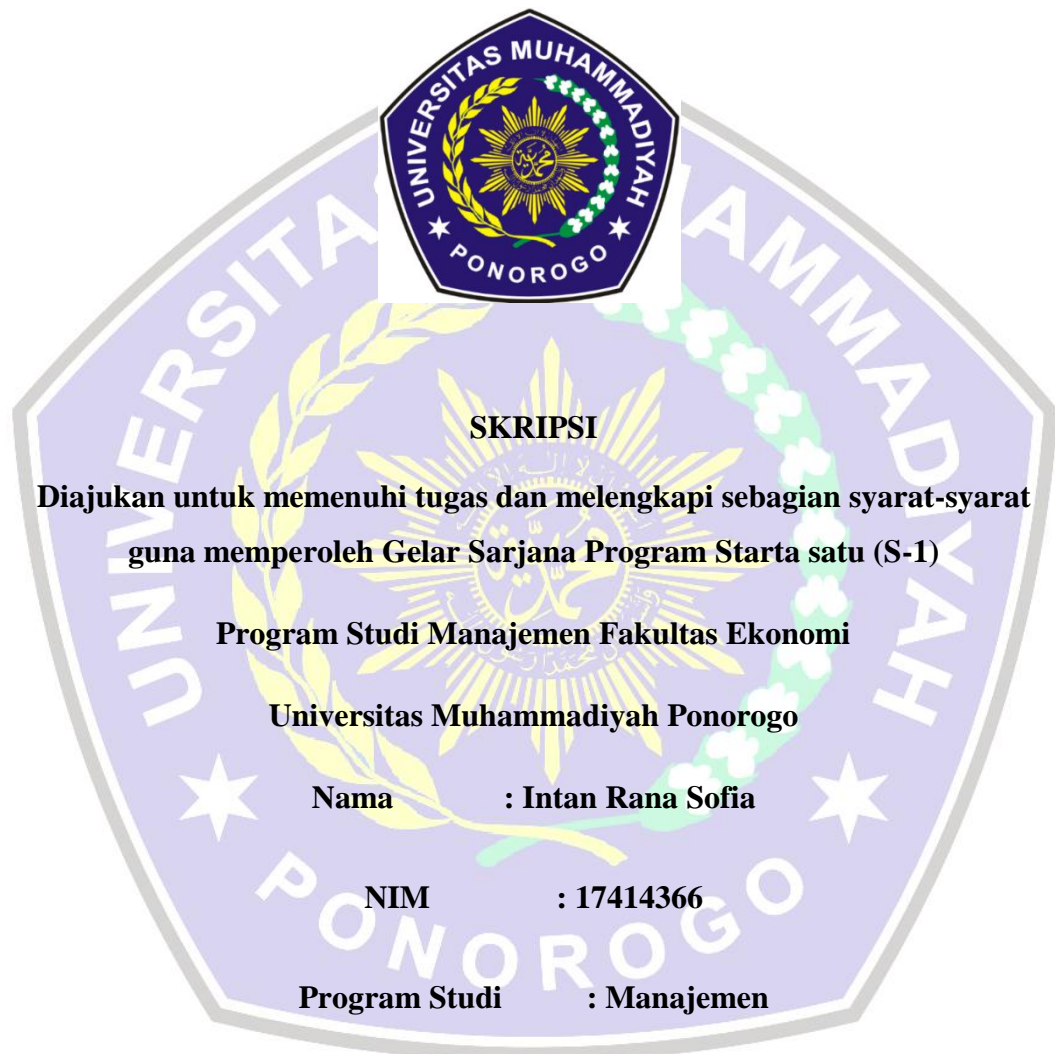 UNIVERSITAS MUHAMMADIYAH
PONOROGO
SKRIPSI
Diajukan untuk memenuhi tugas dan melengkapi sebagian syarat-syarat
guna memperoleh Gelar Sarjana Program Starta satu (S-1)
Program Studi Manajemen Fakultas Ekonomi
Universitas Muhammadiyah Ponorogo
Nama : Intan Rana Sofia
NIM : 17414366
Program Studi : Manajemen